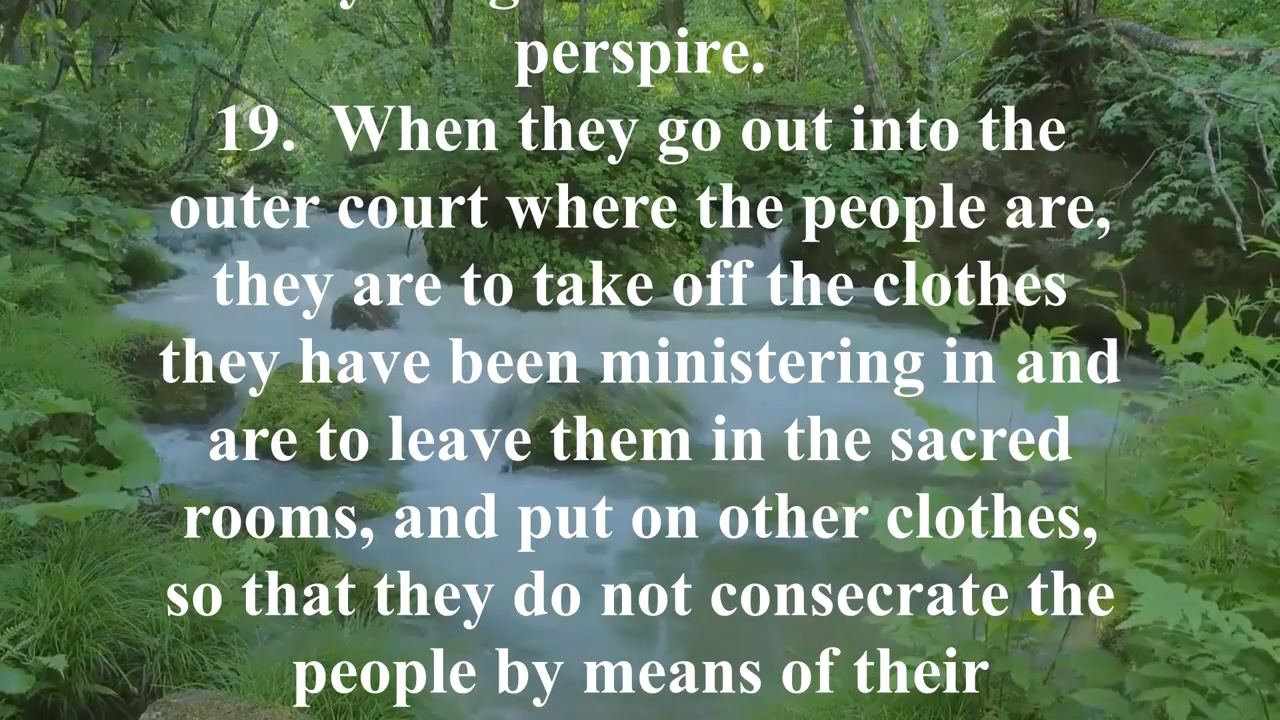 perspire.
19. When they go out into the
outer court where the people are,
they are to take off the clothes
they have been ministering in and
are to leave them in the sacred
rooms, and put on other clothes,
so that they do not consecrate the
people by means of their